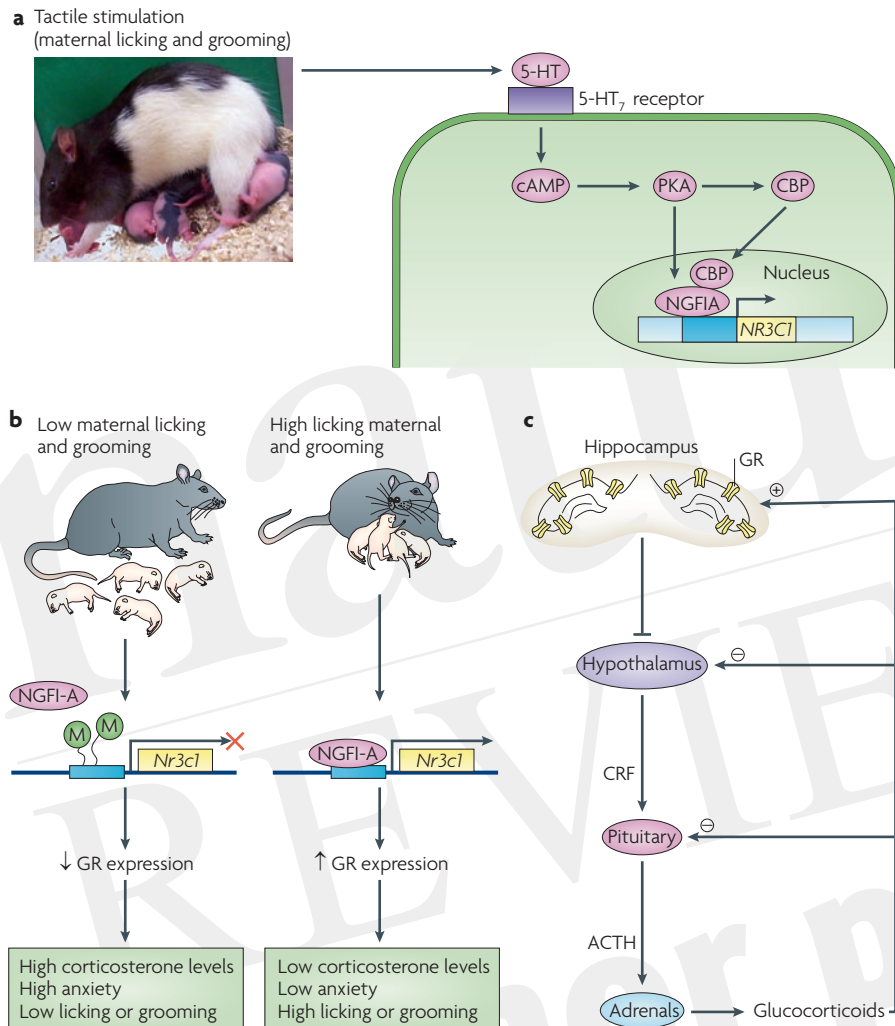 a Tactile stimulation
(maternal licking and grooming)
5-HT
5-HT7 receptor
cAMP
PKA
CBP
CBP
Nucleus
NGFIA
NR3C1
b Low maternal licking
and grooming
High licking maternal
and grooming
NGFI-A
M
M
Nr3c1
NGFI-A
Nr3c1
↓ GR expression
↑ GR expression
High corticosterone levels
High anxiety
Low licking or grooming
Low corticosterone levels
Low anxiety
High licking or grooming
c
Hippocampus
GR
⊕
Hypothalamus
⊖
CRF
Pituitary
⊖
ACTH
Adrenals
Glucocorticoids